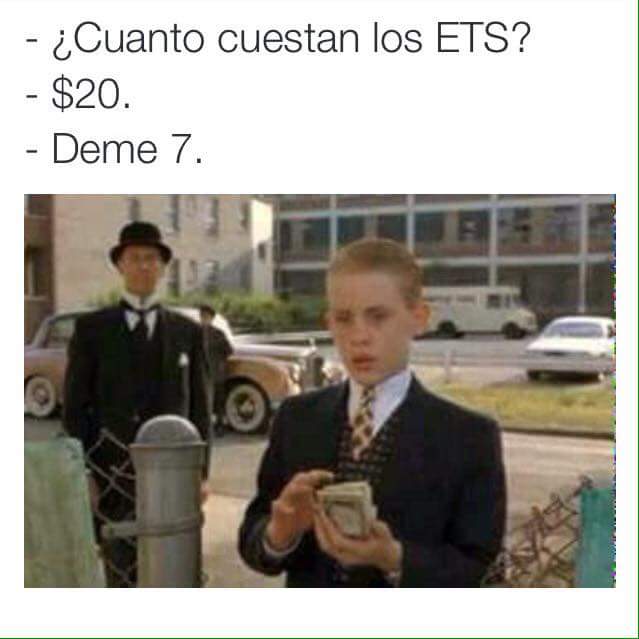 - ¿Cuanto cuestan los ETS?
- $20.
- Deme 7.